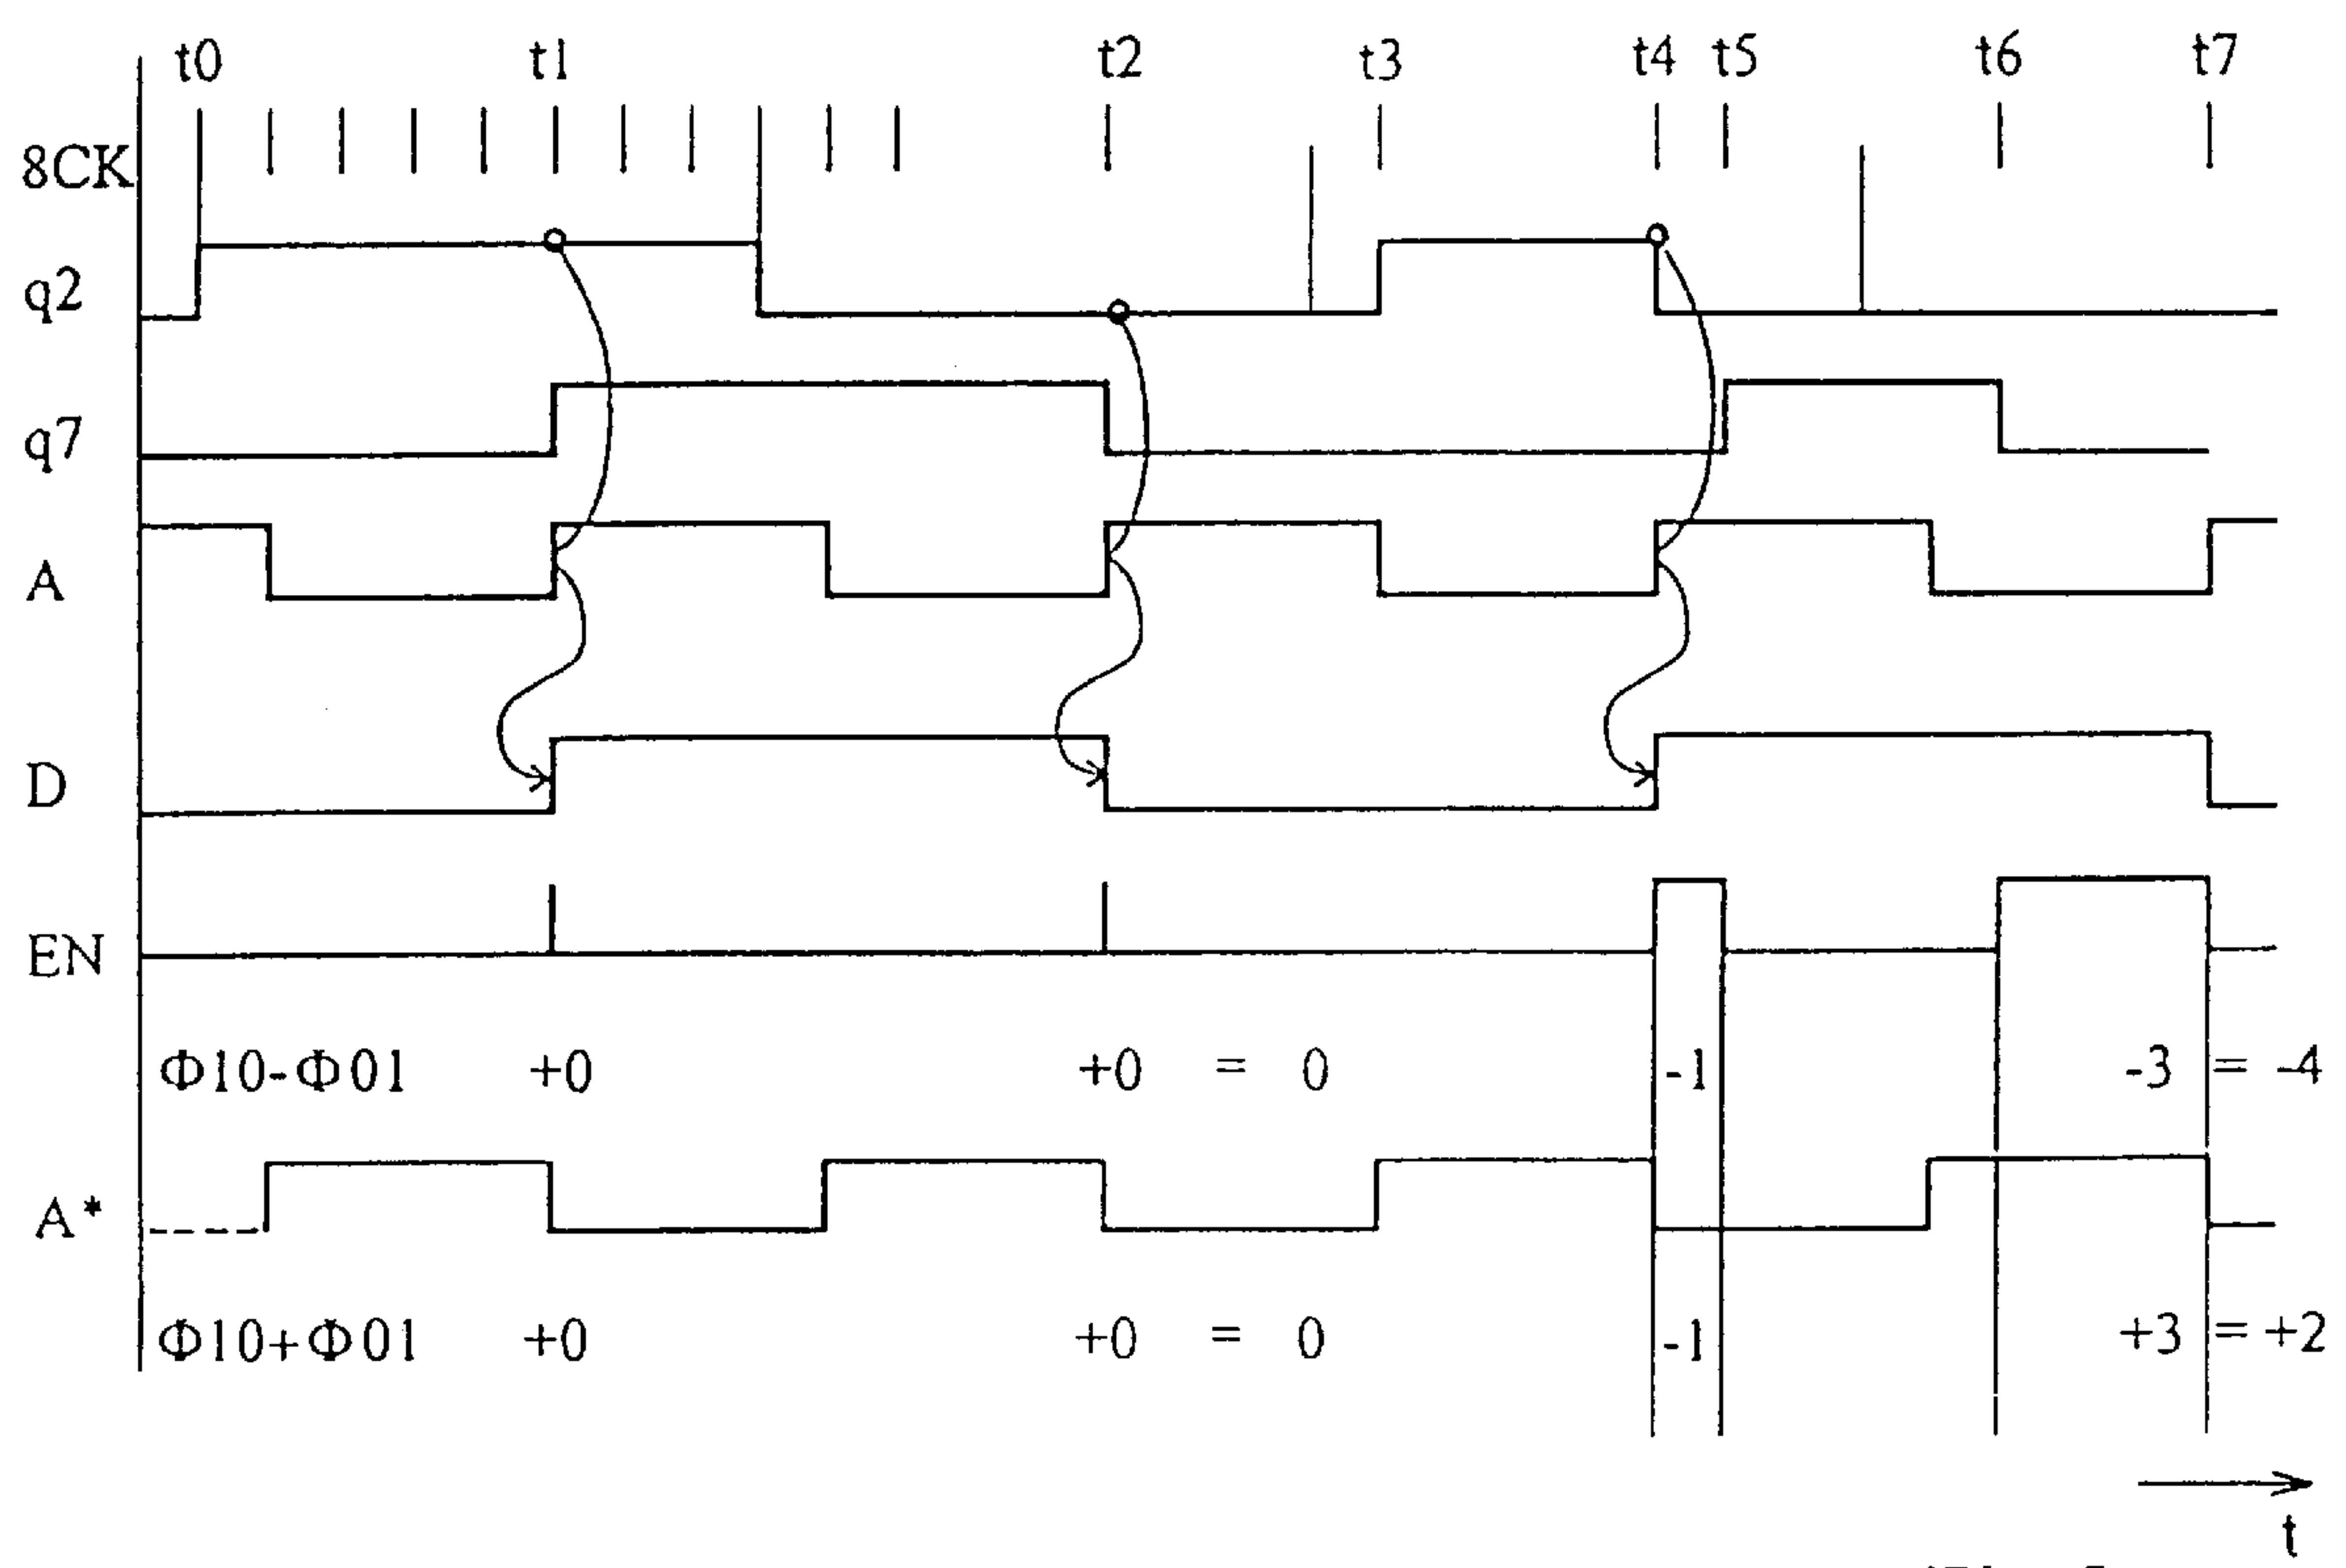 t0 t1 t2 t3 t4 t5 t6 t7
8CK
q2
q7
A
D
EN
Φ10-Φ01 +0 +0 = 0 -1 -3 = -4
A*
Φ10+Φ01 +0 +0 = 0 -1 +3 = +2
t